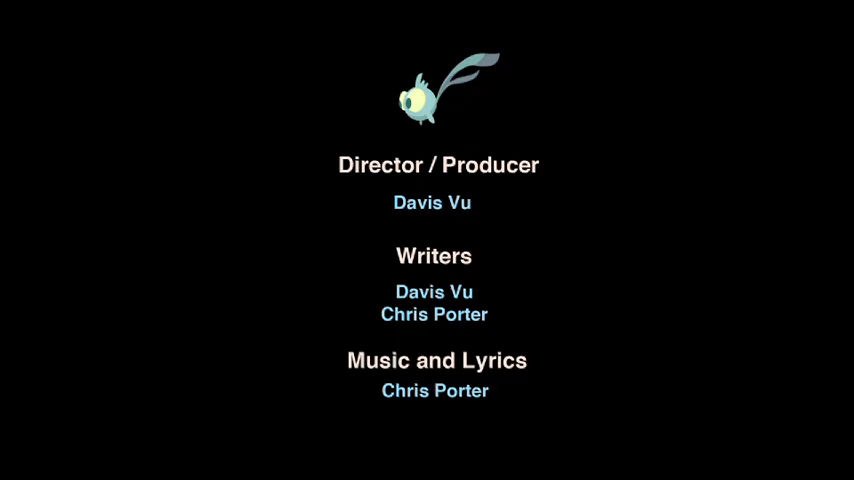 Director / Producer
Davis Vu
Writers
Davis Vu
Chris Porter
Music and Lyrics
Chris Porter